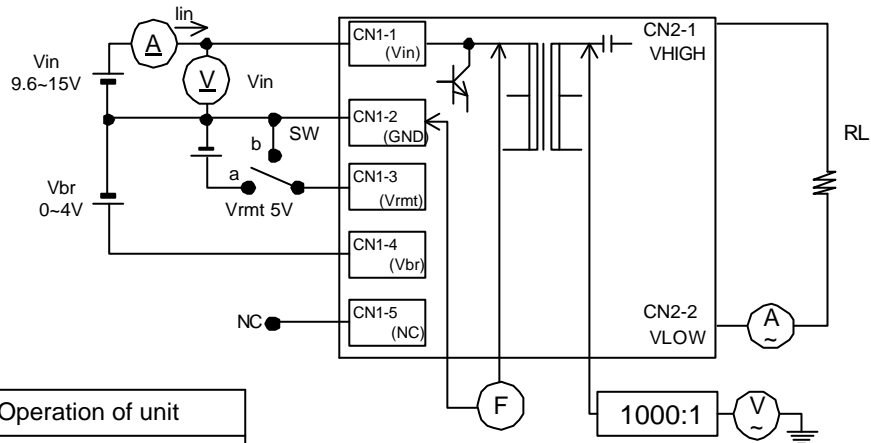 Iin
A
Vin
9.6~15V
V
Vin
CN1-1
(Vin)
CN2-1
VHIGH
CN1-2
(GND)
SW
b
a
Vrmt 5V
CN1-3
(Vrmt)
RL
Vbr
0~4V
CN1-4
(Vbr)
NC
CN1-5
(NC)
CN2-2
VLOW
A
~
F
1000:1
V
~
Operation of unit